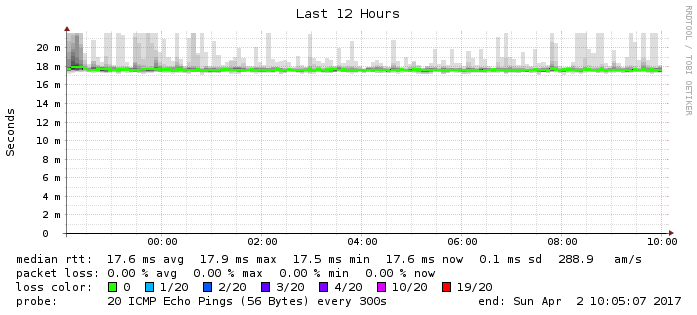 Last 12 Hours
RRDTOOL / TOBI OETIKER
Seconds
20 m
18 m
16 m
14 m
12 m
10 m
8 m
6 m
4 m
2 m
0
00:00 02:00 04:00 06:00 08:00 10:00
median rtt: 17.6 ms avg 17.9 ms max 17.5 ms min 17.6 ms now 0.1 ms sd 288.9 am/s
packet loss: 0.00 % avg 0.00 % max 0.00 % min 0.00 % now
loss color: 0 1/20 2/20 3/20 4/20 10/20 19/20
probe: 20 ICMP Echo Pings (56 Bytes) every 300s end: Sun Apr 2 10:05:07 2017